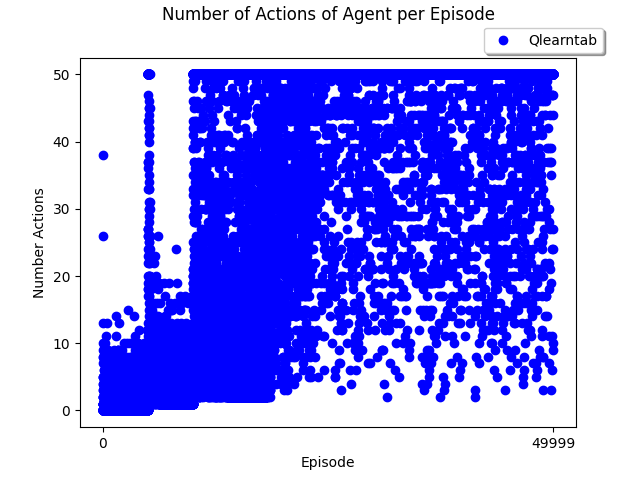 Number of Actions of Agent per Episode
Qlearntab
50
40
30
20
10
0
Number Actions
0 49999
Episode